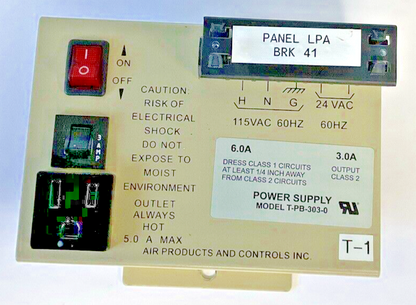 PANEL LPA
BRK 41
I
ON
OFF
3 AMP
CAUTION
RISK OF
ELECTRICAL
SHOCK
DO NOT
EXPOSE TO
MOIST
ENVIRONMENT
OUTLET
ALWAYS
HOT
5.0 A MAX
H N G 24 VAC
115VAC 60HZ 60HZ
6.0A 3.0A
DRESS CLASS 1 CIRCUITS OUTPUT
AT LEAST 1/4 INCH AWAY CLASS 2
FROM CLASS 2 CIRCUITS
POWER SUPPLY
MODEL T-PB-303-0
T-1
AIR PRODUCTS AND CONTROLS INC.